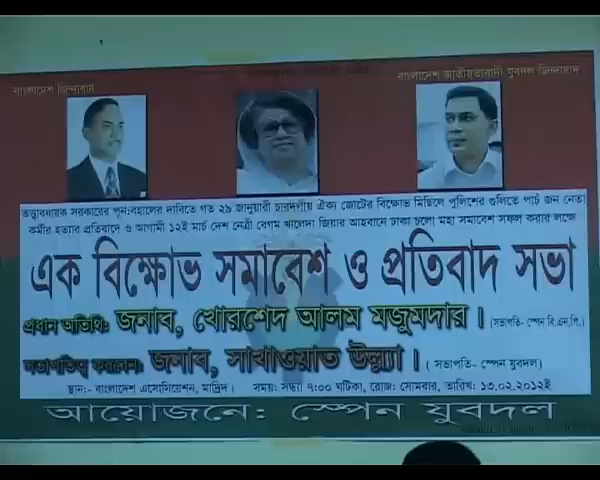 বাংলাদেশ জিন্দাবাদ
বাংলাদেশ জাতীয়তাবাদী যুবদল জিন্দাবাদ
তত্ত্বাবধায়ক সরকারের পূন:বহালের দাবিতে গত ২৯ জানুয়ারী চারদলীয় ঐক্য জোটের বিক্ষোভ মিছিলে পুলিশের গুলিতে পাচ জন নেতা
কর্মীর হত্যার প্রতিবাদে ও আগামী ১২ই মার্চ দেশ নেত্রী বেগম খালেদা জিয়ার আহবানে ঢাকা চলো মহা সমাবেশ সফল করার লক্ষে
এক বিক্ষোভ সমাবেশ ও প্রতিবাদ সভা
প্রধান অতিথি: জনাব, খোরশেদ আলম মজুমদার । (সভাপতি- স্পেন বি.এন,পি.)
সভাপতিত্ব করবেন: জনাব, সাখাওয়াত উল্ল্যা । ( সভাপতি- স্পেন যুবদল)
স্থান:- বাংলাদেশ এসোসিয়েশন, মাদ্রিদ । সময়: সন্ধ্যা ৭:০০ ঘটিকা, রোজ: সোমবার, তারিখ: ১৩.০২.২০১২ই
আয়োজনে: স্পেন যুবদল